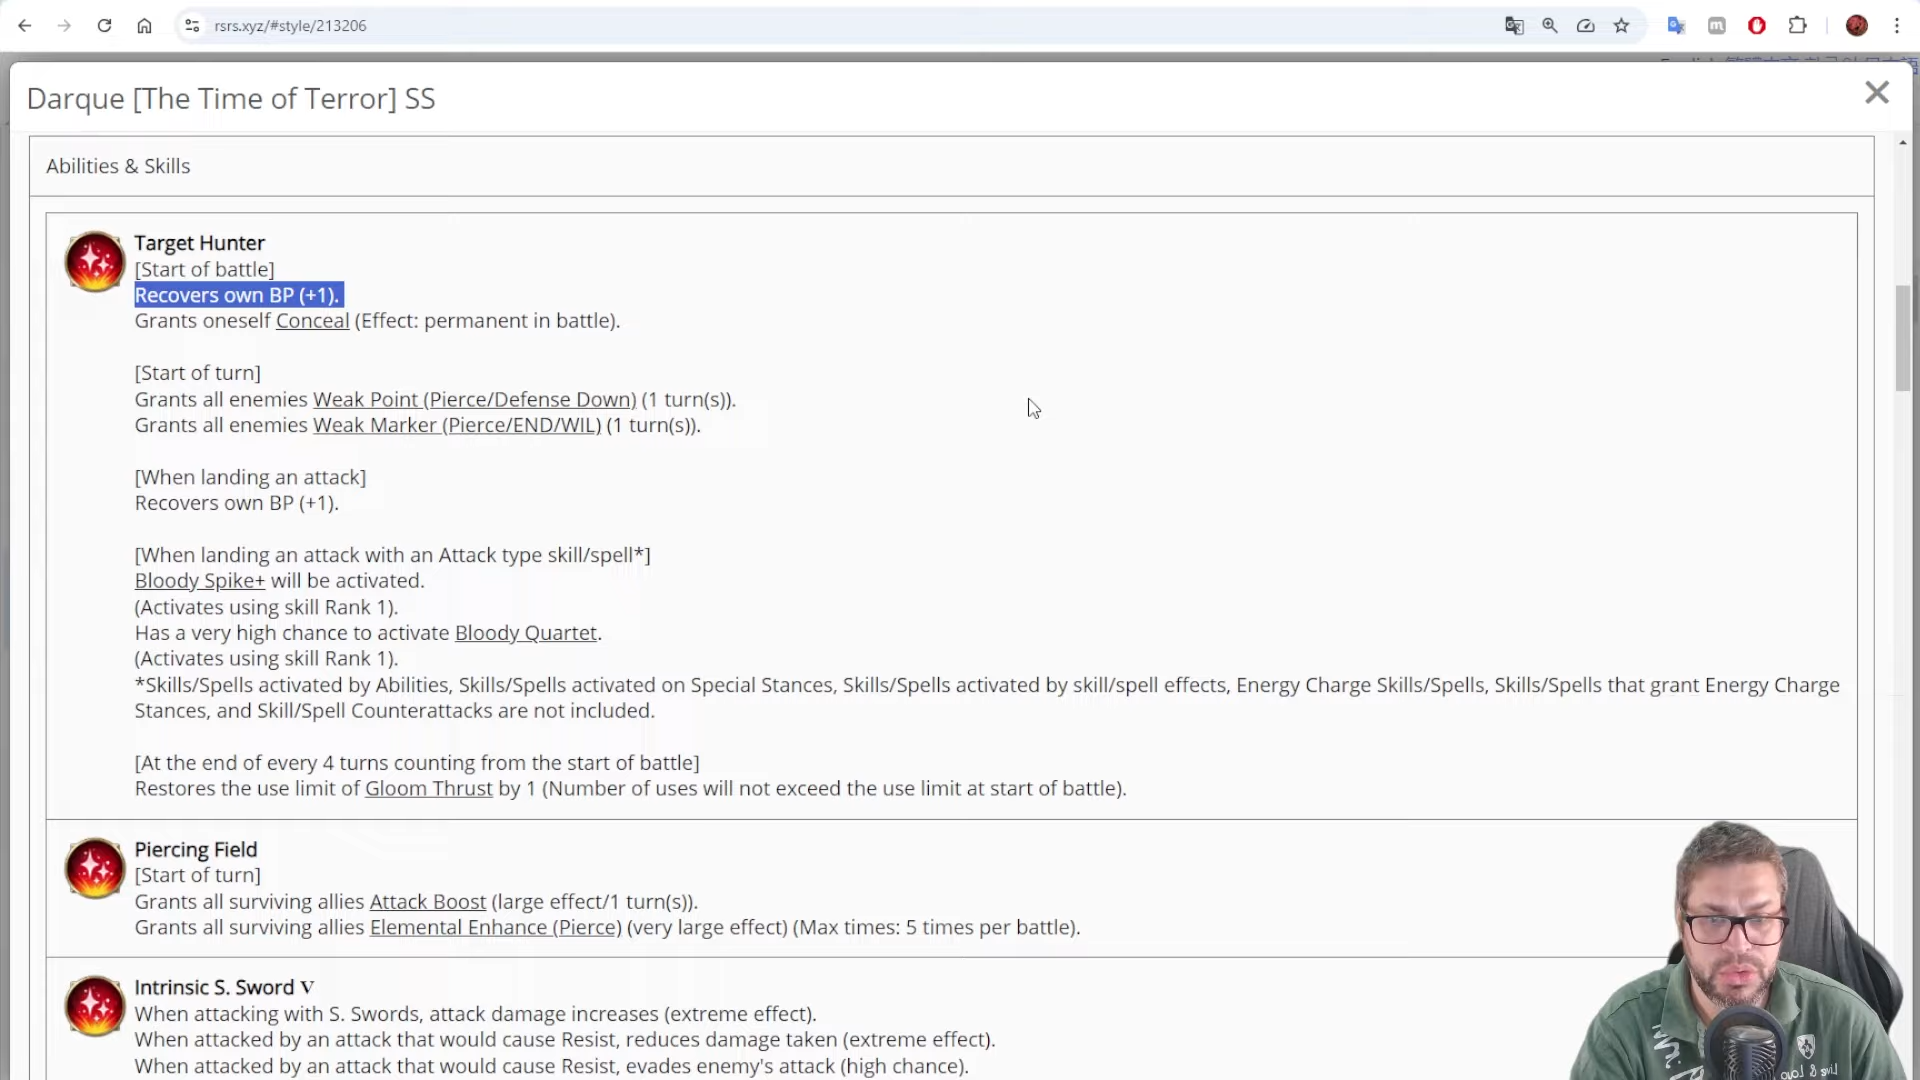 rsrs.xyz/#style/213206
Darque [The Time of Terror] SS
Abilities & Skills
Target Hunter
[Start of battle]
Recovers own BP (+1).
Grants oneself Conceal (Effect: permanent in battle).
[Start of turn]
Grants all enemies Weak Point (Pierce/Defense Down) (1 turn(s)).
Grants all enemies Weak Marker (Pierce/END/WIL) (1 turn(s)).
[When landing an attack]
Recovers own BP (+1).
[When landing an attack with an Attack type skill/spell*]
Bloody Spike+ will be activated.
(Activates using skill Rank 1).
Has a very high chance to activate Bloody Quartet.
(Activates using skill Rank 1).
*Skills/Spells activated by Abilities, Skills/Spells activated on Special Stances, Skills/Spells activated by skill/spell effects, Energy Charge Skills/Spells, Skills/Spells that grant Energy Charge
Stances, and Skill/Spell Counterattacks are not included.
[At the end of every 4 turns counting from the start of battle]
Restores the use limit of Gloom Thrust by 1 (Number of uses will not exceed the use limit at start of battle).
Piercing Field
[Start of turn]
Grants all surviving allies Attack Boost (large effect/1 turn(s)).
Grants all surviving allies Elemental Enhance (Pierce) (very large effect) (Max times: 5 times per battle).
Intrinsic S. Sword V
When attacking with S. Swords, attack damage increases (extreme effect).
When attacked by an attack that would cause Resist, reduces damage taken (extreme effect).
When attacked by an attack that would cause Resist, evades enemy's attack (high chance).